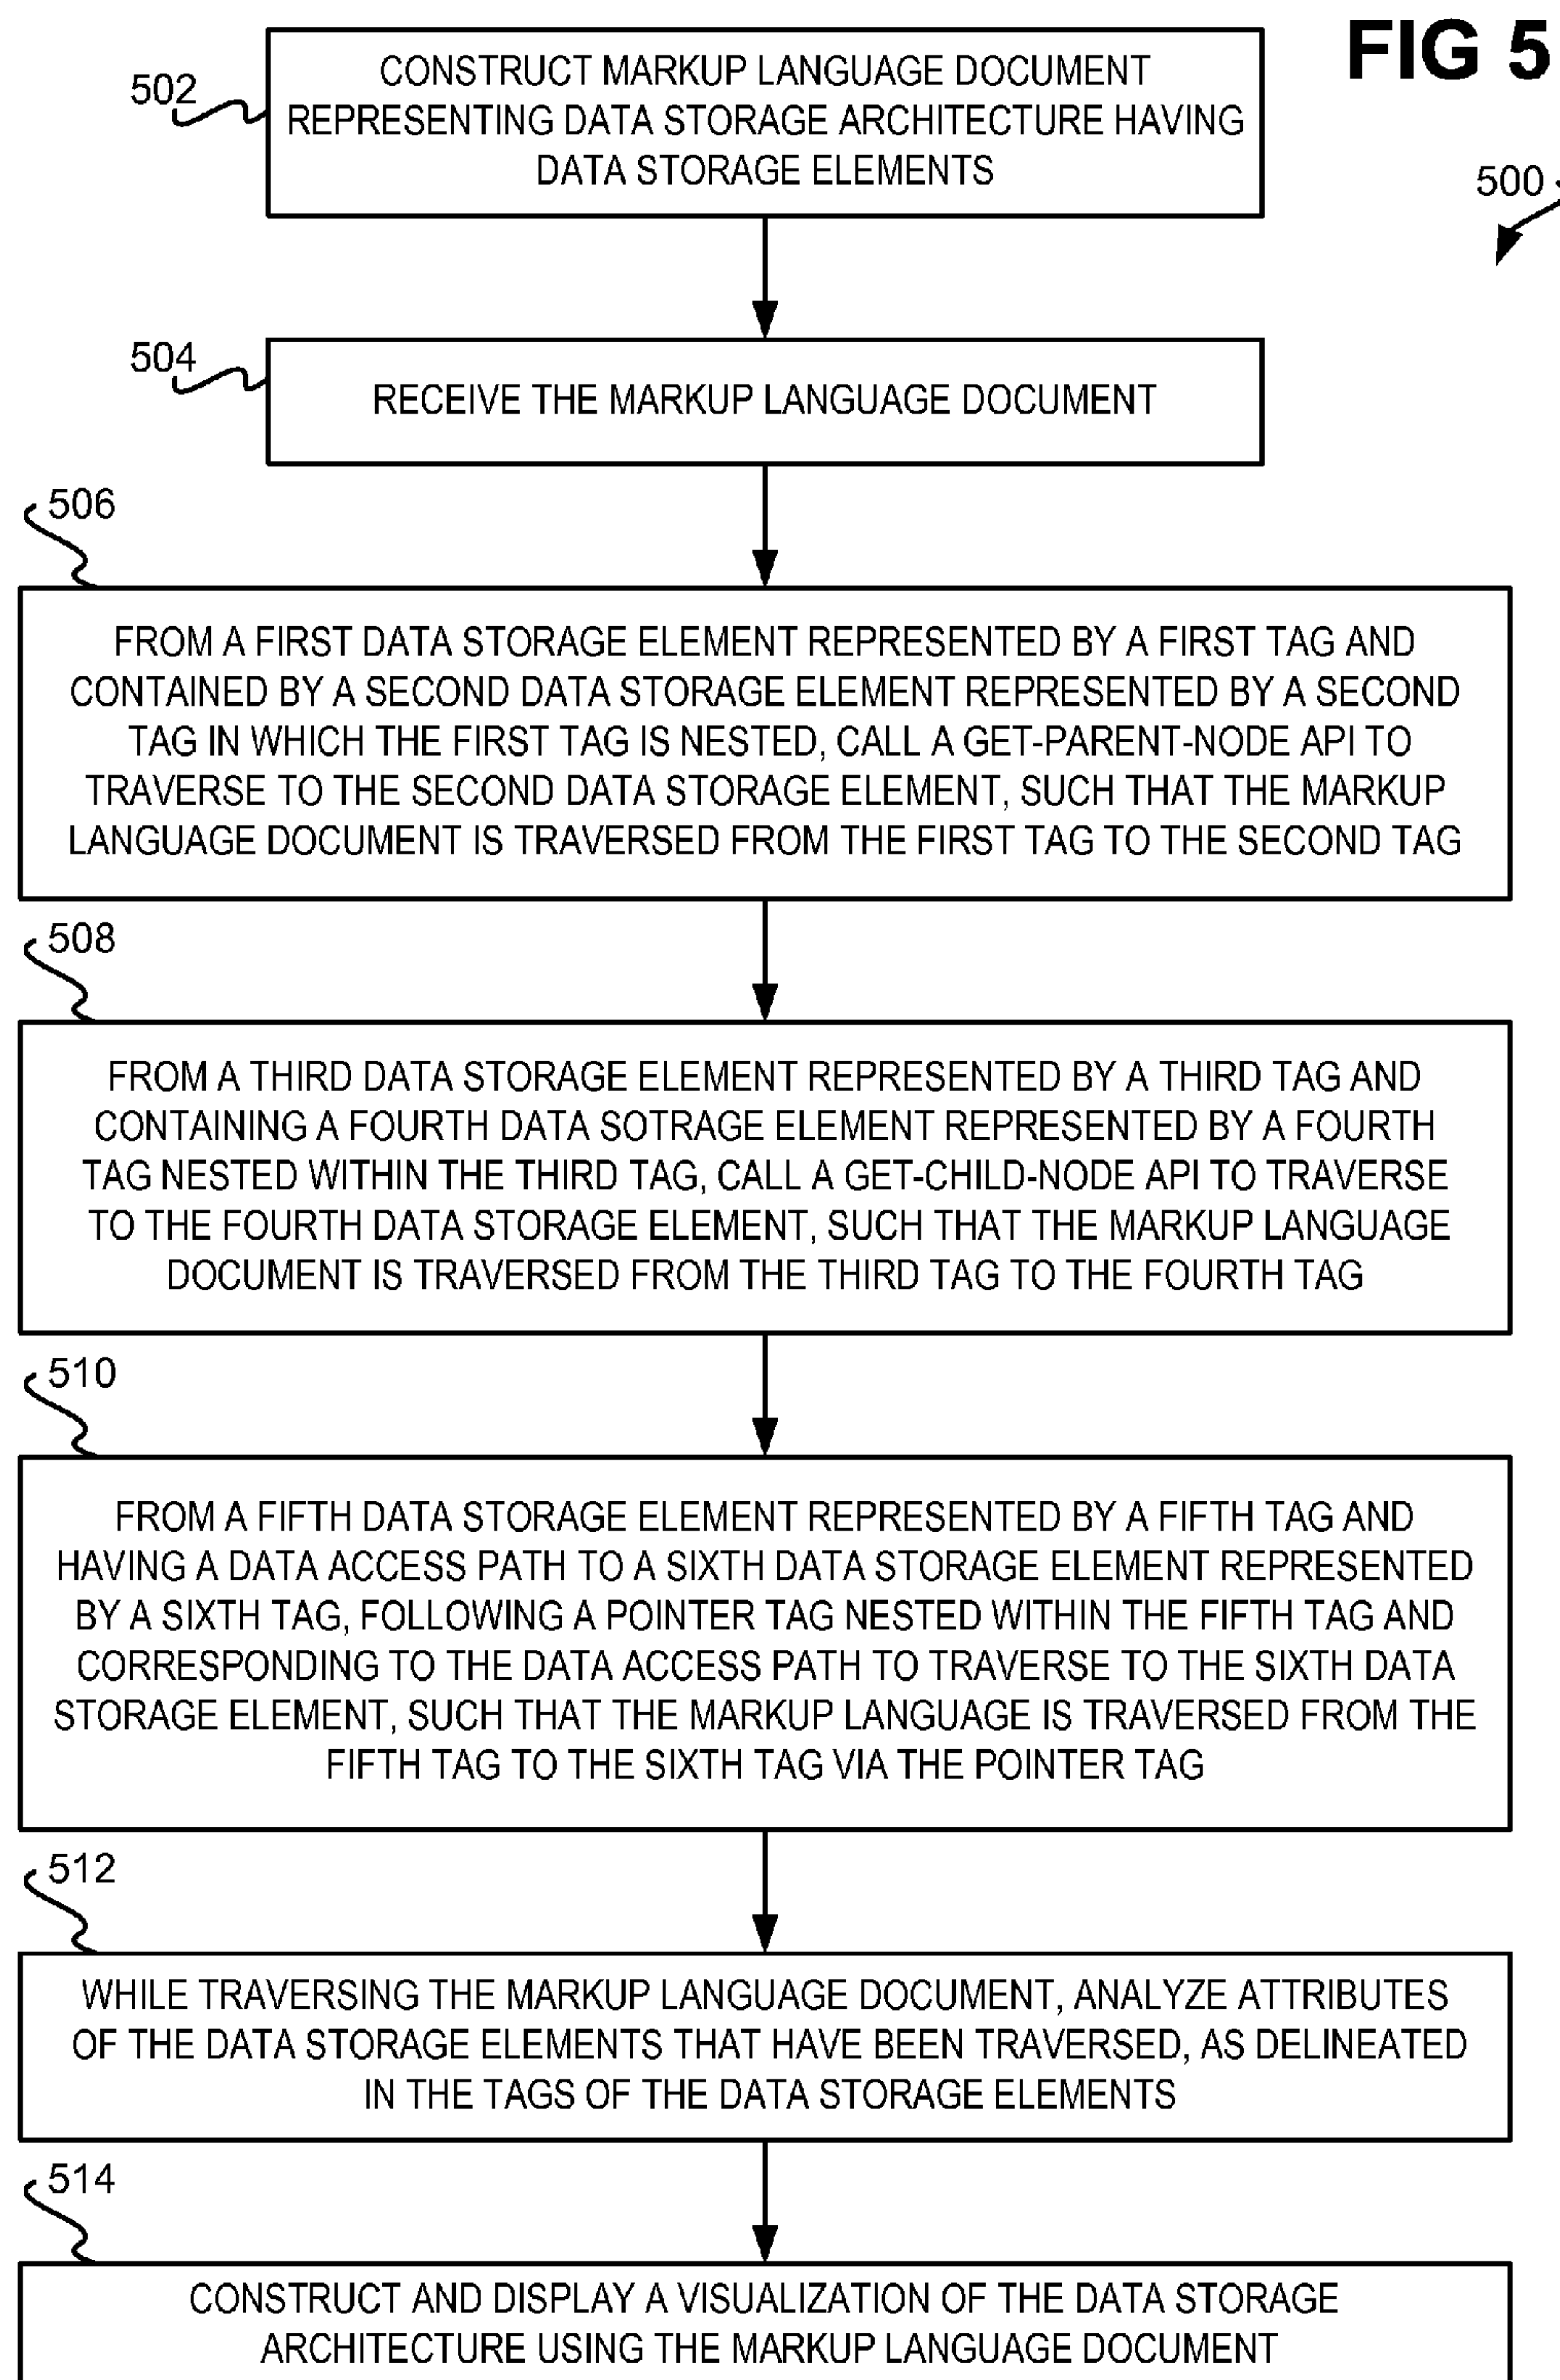 FIG 5
500
502
CONSTRUCT MARKUP LANGUAGE DOCUMENT
REPRESENTING DATA STORAGE ARCHITECTURE HAVING
DATA STORAGE ELEMENTS
504
RECEIVE THE MARKUP LANGUAGE DOCUMENT
506
FROM A FIRST DATA STORAGE ELEMENT REPRESENTED BY A FIRST TAG AND
CONTAINED BY A SECOND DATA STORAGE ELEMENT REPRESENTED BY A SECOND
TAG IN WHICH THE FIRST TAG IS NESTED, CALL A GET-PARENT-NODE API TO
TRAVERSE TO THE SECOND DATA STORAGE ELEMENT, SUCH THAT THE MARKUP
LANGUAGE DOCUMENT IS TRAVERSED FROM THE FIRST TAG TO THE SECOND TAG
508
FROM A THIRD DATA STORAGE ELEMENT REPRESENTED BY A THIRD TAG AND
CONTAINING A FOURTH DATA SOTRAGE ELEMENT REPRESENTED BY A FOURTH
TAG NESTED WITHIN THE THIRD TAG, CALL A GET-CHILD-NODE API TO TRAVERSE
TO THE FOURTH DATA STORAGE ELEMENT, SUCH THAT THE MARKUP LANGUAGE
DOCUMENT IS TRAVERSED FROM THE THIRD TAG TO THE FOURTH TAG
510
FROM A FIFTH DATA STORAGE ELEMENT REPRESENTED BY A FIFTH TAG AND
HAVING A DATA ACCESS PATH TO A SIXTH DATA STORAGE ELEMENT REPRESENTED
BY A SIXTH TAG, FOLLOWING A POINTER TAG NESTED WITHIN THE FIFTH TAG AND
CORRESPONDING TO THE DATA ACCESS PATH TO TRAVERSE TO THE SIXTH DATA
STORAGE ELEMENT, SUCH THAT THE MARKUP LANGUAGE IS TRAVERSED FROM THE
FIFTH TAG TO THE SIXTH TAG VIA THE POINTER TAG
512
WHILE TRAVERSING THE MARKUP LANGUAGE DOCUMENT, ANALYZE ATTRIBUTES
OF THE DATA STORAGE ELEMENTS THAT HAVE BEEN TRAVERSED, AS DELINEATED
IN THE TAGS OF THE DATA STORAGE ELEMENTS
514
CONSTRUCT AND DISPLAY A VISUALIZATION OF THE DATA STORAGE
ARCHITECTURE USING THE MARKUP LANGUAGE DOCUMENT